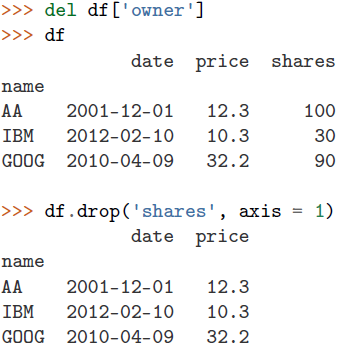 >>> del df['owner']
>>> df
            date  price  shares
name
AA    2001-12-01   12.3     100
IBM   2012-02-10   10.3      30
GOOG  2010-04-09   32.2      90
>>> df.drop('shares', axis = 1)
            date  price
name
AA    2001-12-01   12.3
IBM   2012-02-10   10.3
GOOG  2010-04-09   32.2